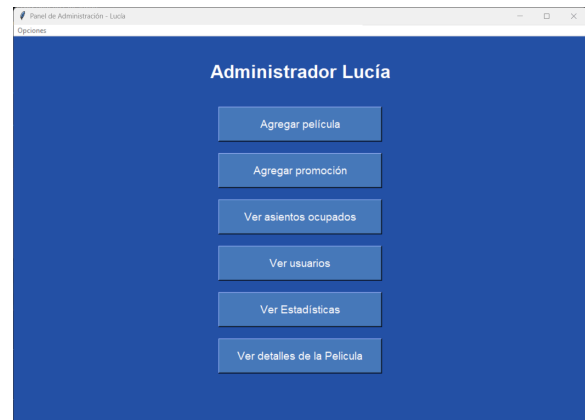 Panel de Administración - Lucía
Opciones
Administrador Lucía
Agregar película
Agregar promoción
Ver asientos ocupados
Ver usuarios
Ver Estadísticas
Ver detalles de la Pelicula